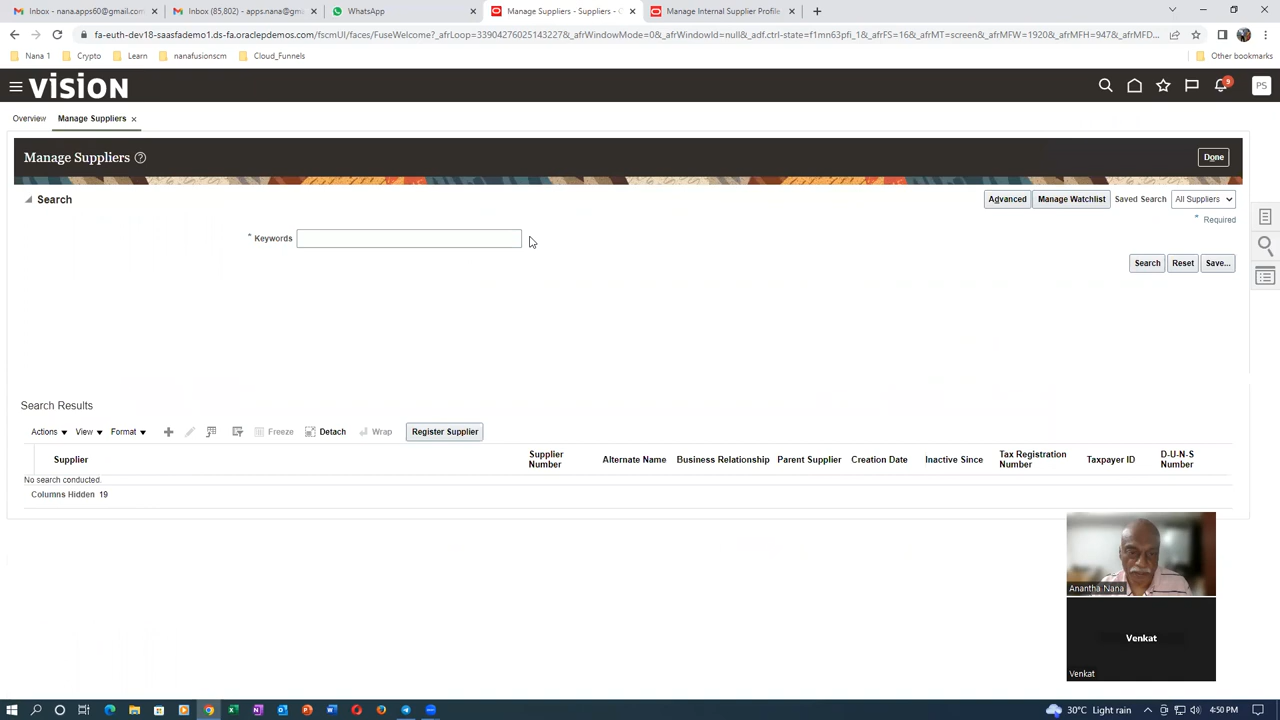 Inbox - nana.apps60@gmail.com
Inbox (85,802) - apps.nana@gma
WhatsApp
Manage Suppliers - Suppliers - O
Manage Internal Supplier Profile
fa-euth-dev18-saasfademo1.ds-fa.oraclepdemos.com/fscmUI/faces/FuseWelcome?_afrLoop=339042760251432278&_afrWindowMode=0&_afrWindowId=null&_adf.ctrl-state=f1mn63pfi_1&_afrFS=16&_afrMT=screen&_afrMFW=1920&_afrMFH=947&_afrMFD...
Nana 1
Crypto
Learn
nanafusionscm
Cloud_Funnels
Other bookmarks
VISION
9
PS
Overview
Manage Suppliers
Manage Suppliers
Done
Search
Advanced
Manage Watchlist
Saved Search
All Suppliers
* Required
* Keywords
Search
Reset
Save...
Search Results
Actions
View
Format
Freeze
Detach
Wrap
Register Supplier
Supplier
Supplier Number
Alternate Name
Business Relationship
Parent Supplier
Creation Date
Inactive Since
Tax Registration Number
Taxpayer ID
D-U-N-S Number
No search conducted.
Columns Hidden 19
Anantha Nana
Venkat
Venkat
30°C Light rain
4:50 PM